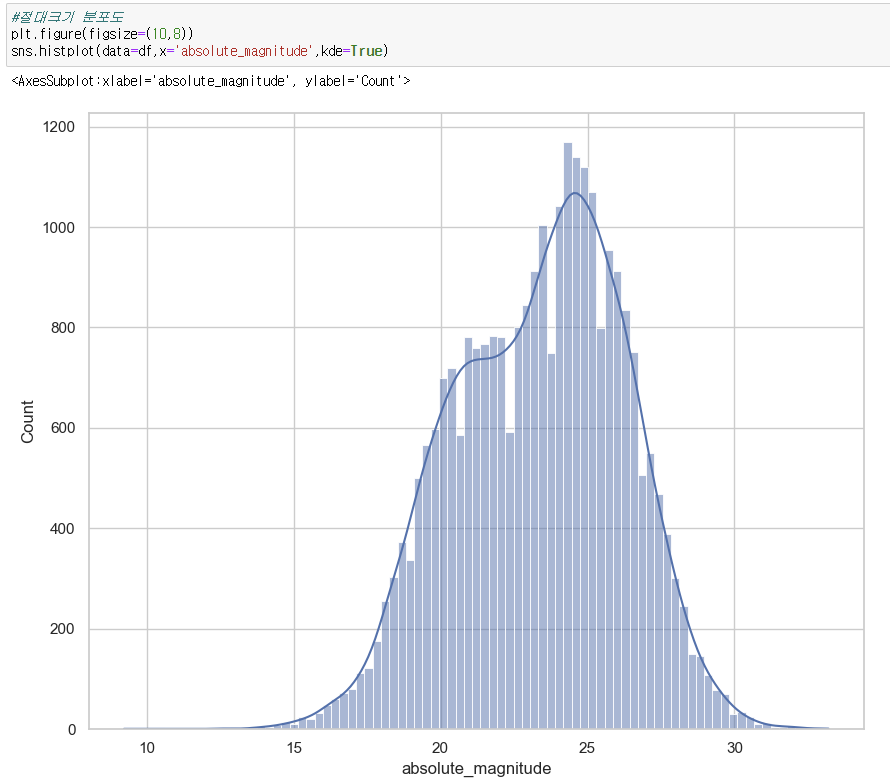 #절대크기 분포도
plt.figure(figsize=(10,8))
sns.histplot(data=df,x='absolute_magnitude',kde=True)
<AxesSubplot:xlabel='absolute_magnitude', ylabel='Count'>
1200
1000
800
600
400
200
0
Count
10 15 20 25 30
absolute_magnitude